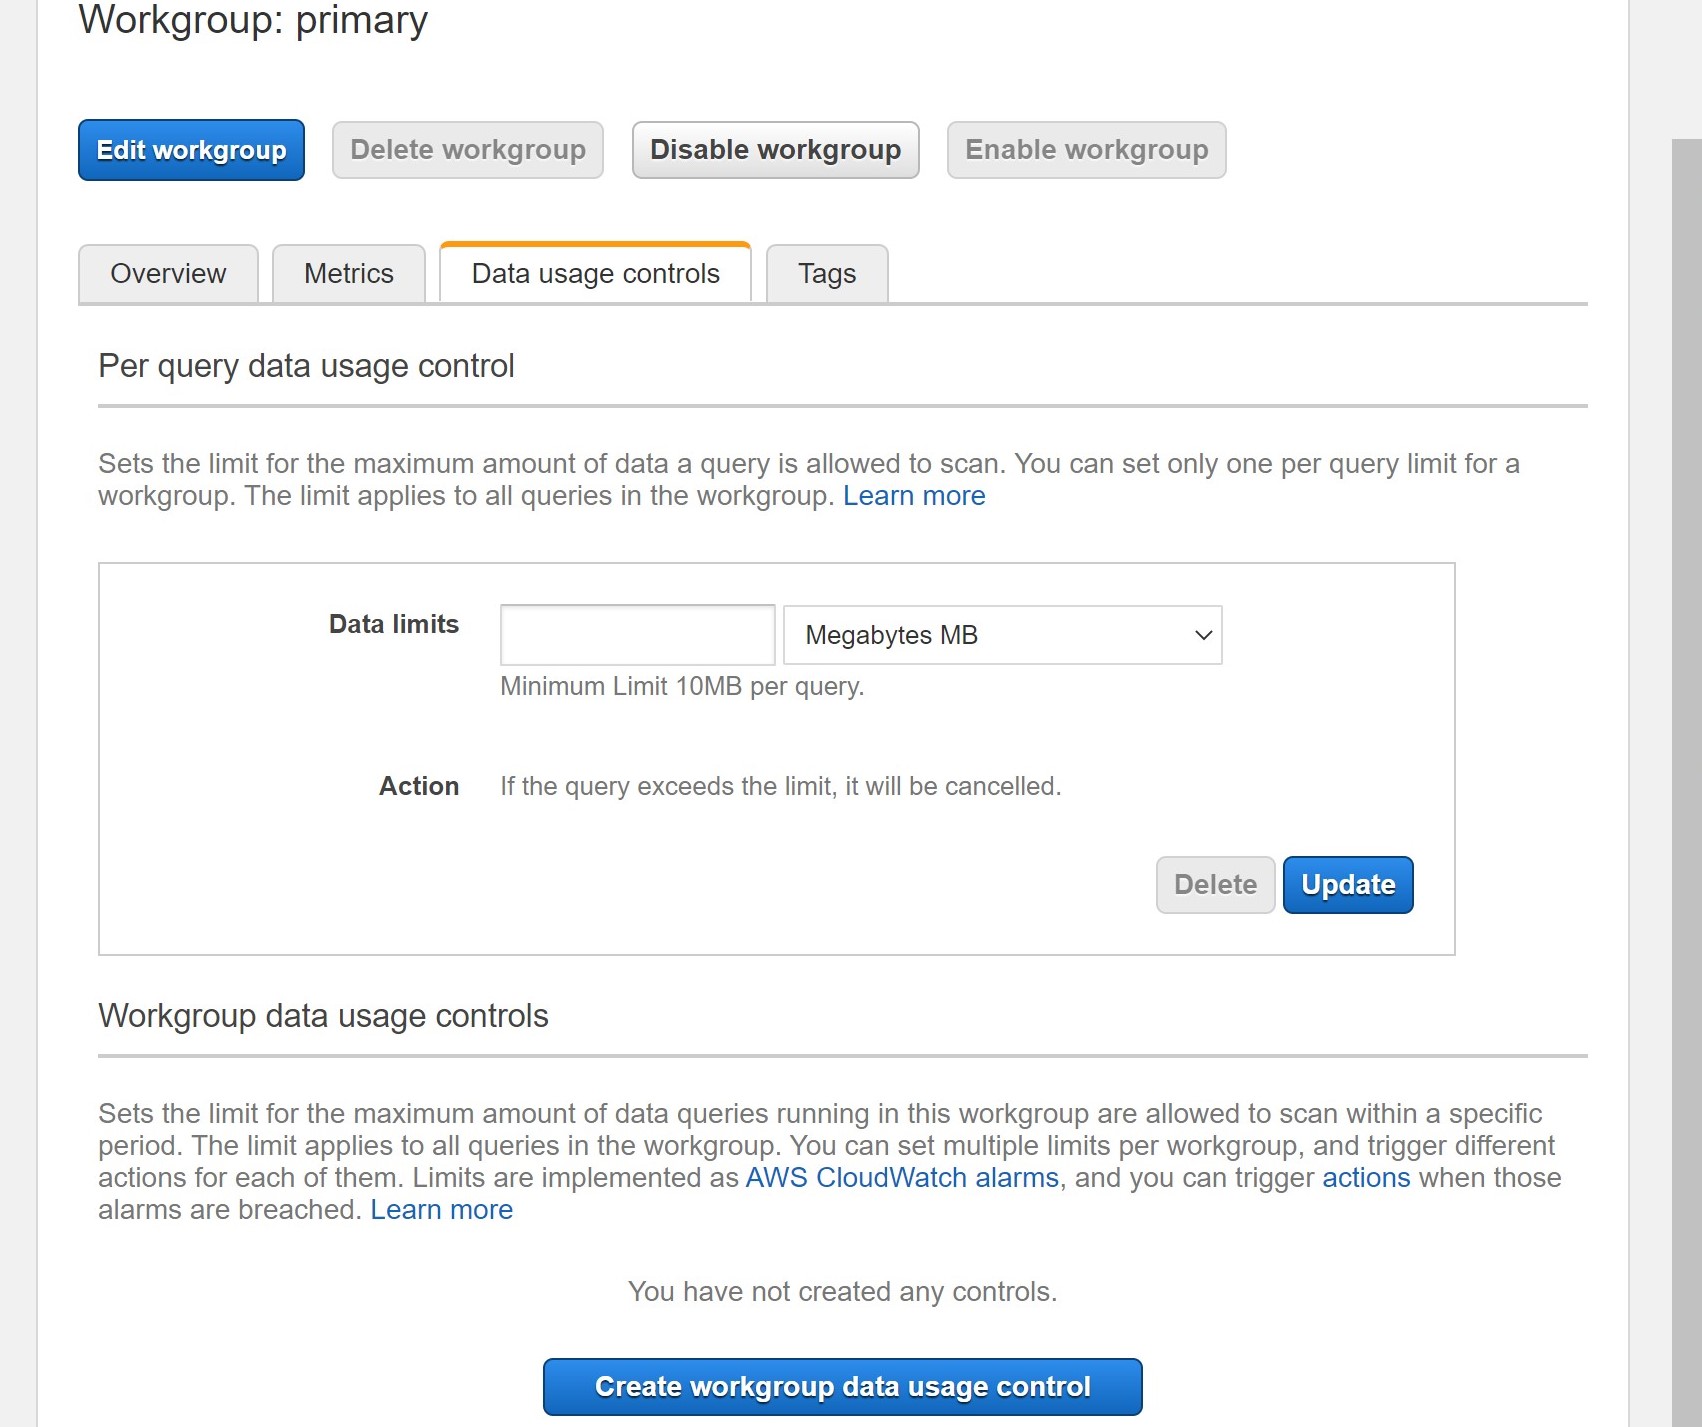 Workgroup: primary
Edit workgroup Delete workgroup Disable workgroup Enable workgroup
Overview Metrics Data usage controls Tags
Per query data usage control
Sets the limit for the maximum amount of data a query is allowed to scan. You can set only one per query limit for a
workgroup. The limit applies to all queries in the workgroup. Learn more
Data limits Megabytes MB
Minimum Limit 10MB per query.
Action If the query exceeds the limit, it will be cancelled.
Delete Update
Workgroup data usage controls
Sets the limit for the maximum amount of data queries running in this workgroup are allowed to scan within a specific
period. The limit applies to all queries in the workgroup. You can set multiple limits per workgroup, and trigger different
actions for each of them. Limits are implemented as AWS CloudWatch alarms, and you can trigger actions when those
alarms are breached. Learn more
You have not created any controls.
Create workgroup data usage control